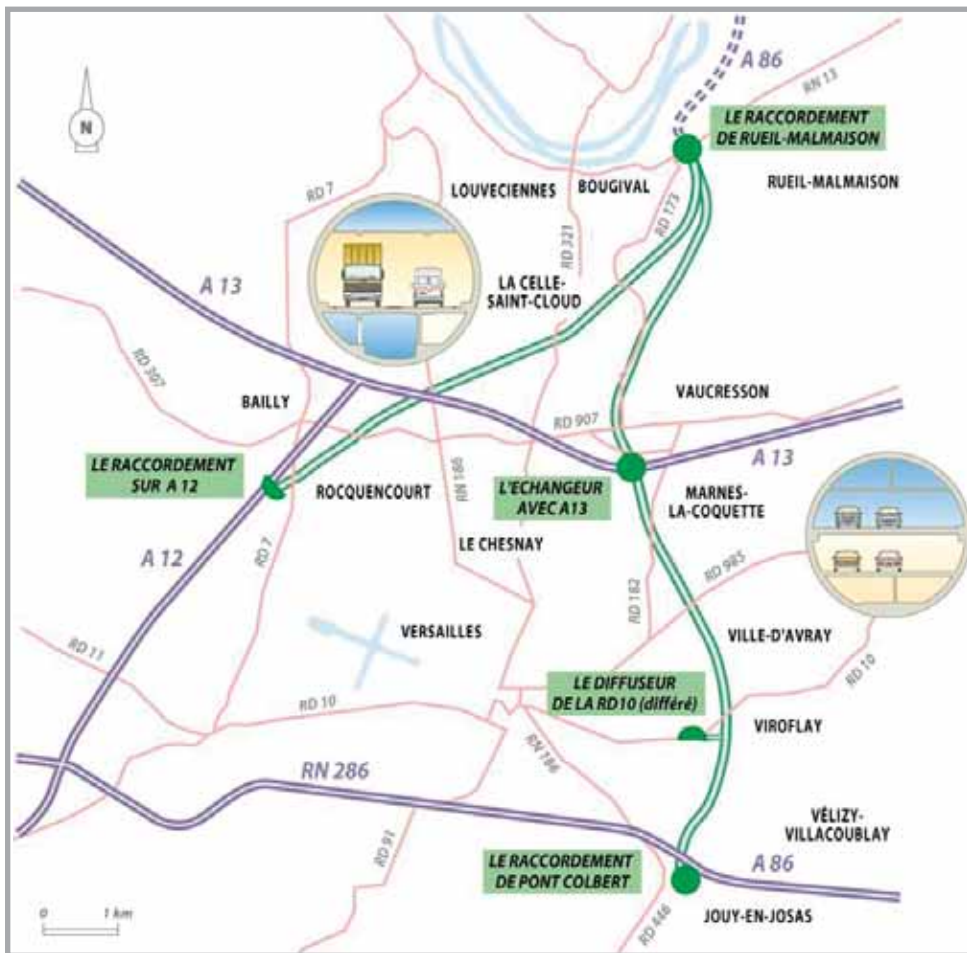 A 86
RN 13
LE RACCORDEMENT
DE RUEIL-MALMAISON
N
RUEIL-MALMAISON
RD 7
LOUVECIENNES
BOUGIVAL
RD 173
RD 321
A 13
LA CELLE-
SAINT-CLOUD
RD 307
BAILLY
VAUCRESSON
RD 907
A 13
LE RACCORDEMENT
SUR A 12
ROCQUENCOURT
RN 186
L'ECHANGEUR
AVEC A13
MARNES-
LA-COQUETTE
A 12
RD 7
LE CHESNAY
RD 182
RD 985
VERSAILLES
VILLE-D'AVRAY
RD 11
RD 10
LE DIFFUSEUR
DE LA RD10 (différé)
RD 10
VIROFLAY
RN 186
RN 286
VÉLIZY-
VILLACOUBLAY
RD 91
LE RACCORDEMENT
DE PONT COLBERT
A 86
0 1 km
RD 446
JOUY-EN-JOSAS